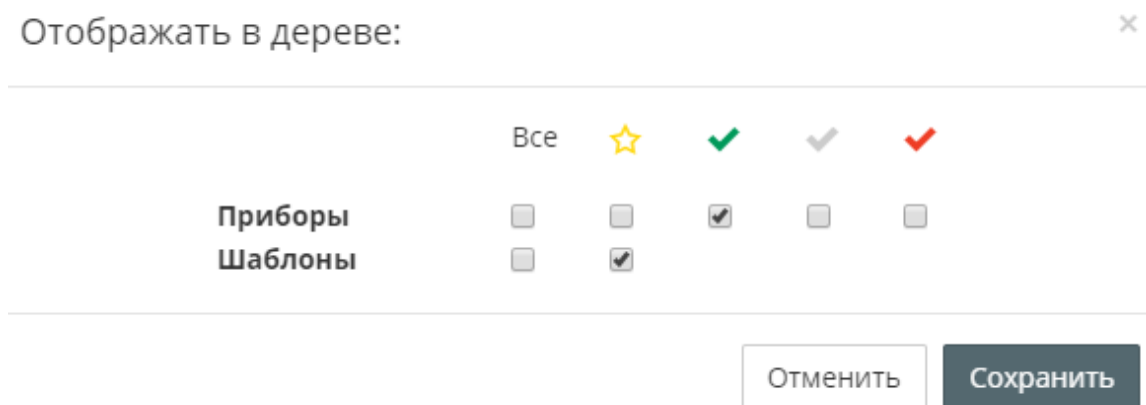 Отображать в дереве:
Все
Приборы
Шаблоны
Отменить Сохранить